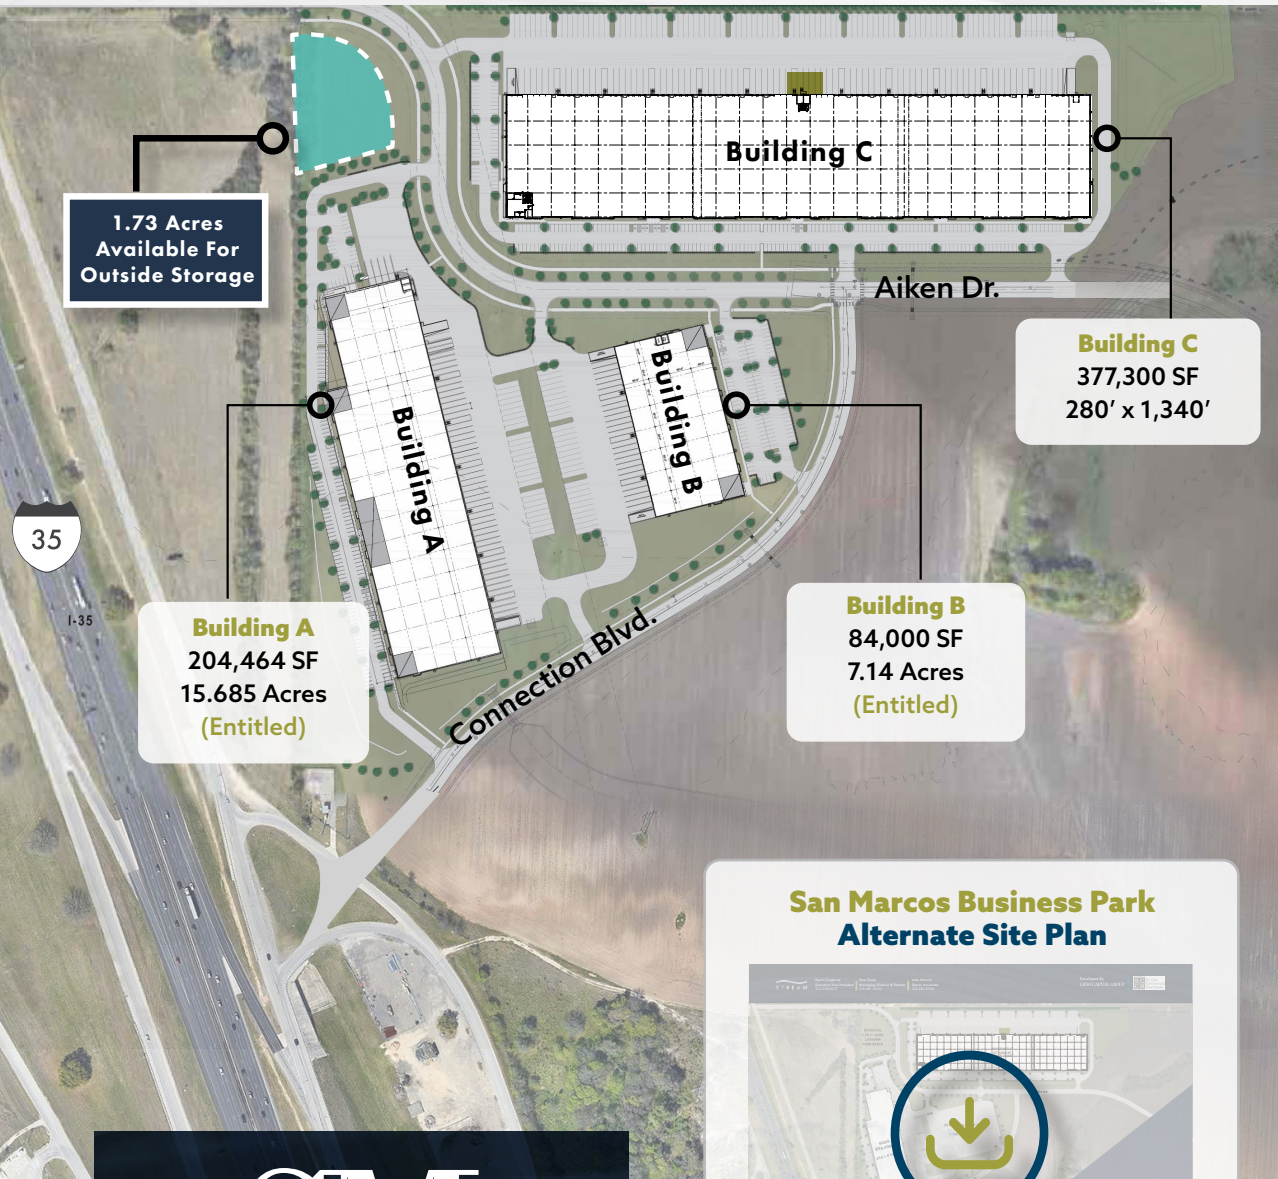 Building C
1.73 Acres
Available For
Outside Storage
Aiken Dr.
Building C
377,300 SF
280’ x 1,340’
Building A
Building B
35
I-35
Building A
204,464 SF
15.685 Acres
(Entitled)
Building B
84,000 SF
7.14 Acres
(Entitled)
Connection Blvd.
San Marcos Business Park
Alternate Site Plan
STREAM